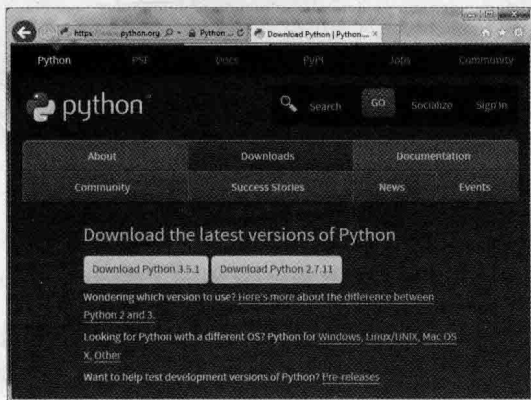 https python.org Python ... Download Python | Python ... ×
Python PSF Docs PyPI Jobs Community
python Search GO Socialize Sign In
About Downloads Documentation
Community Success Stories News Events
Download the latest versions of Python
Download Python 3.5.1 Download Python 2.7.11
Wondering which version to use? Here's more about the difference between
Python 2 and 3.
Looking for Python with a different OS? Python for Windows, Linux/UNIX, Mac OS
X, Other
Want to help test development versions of Python? Pre-releases